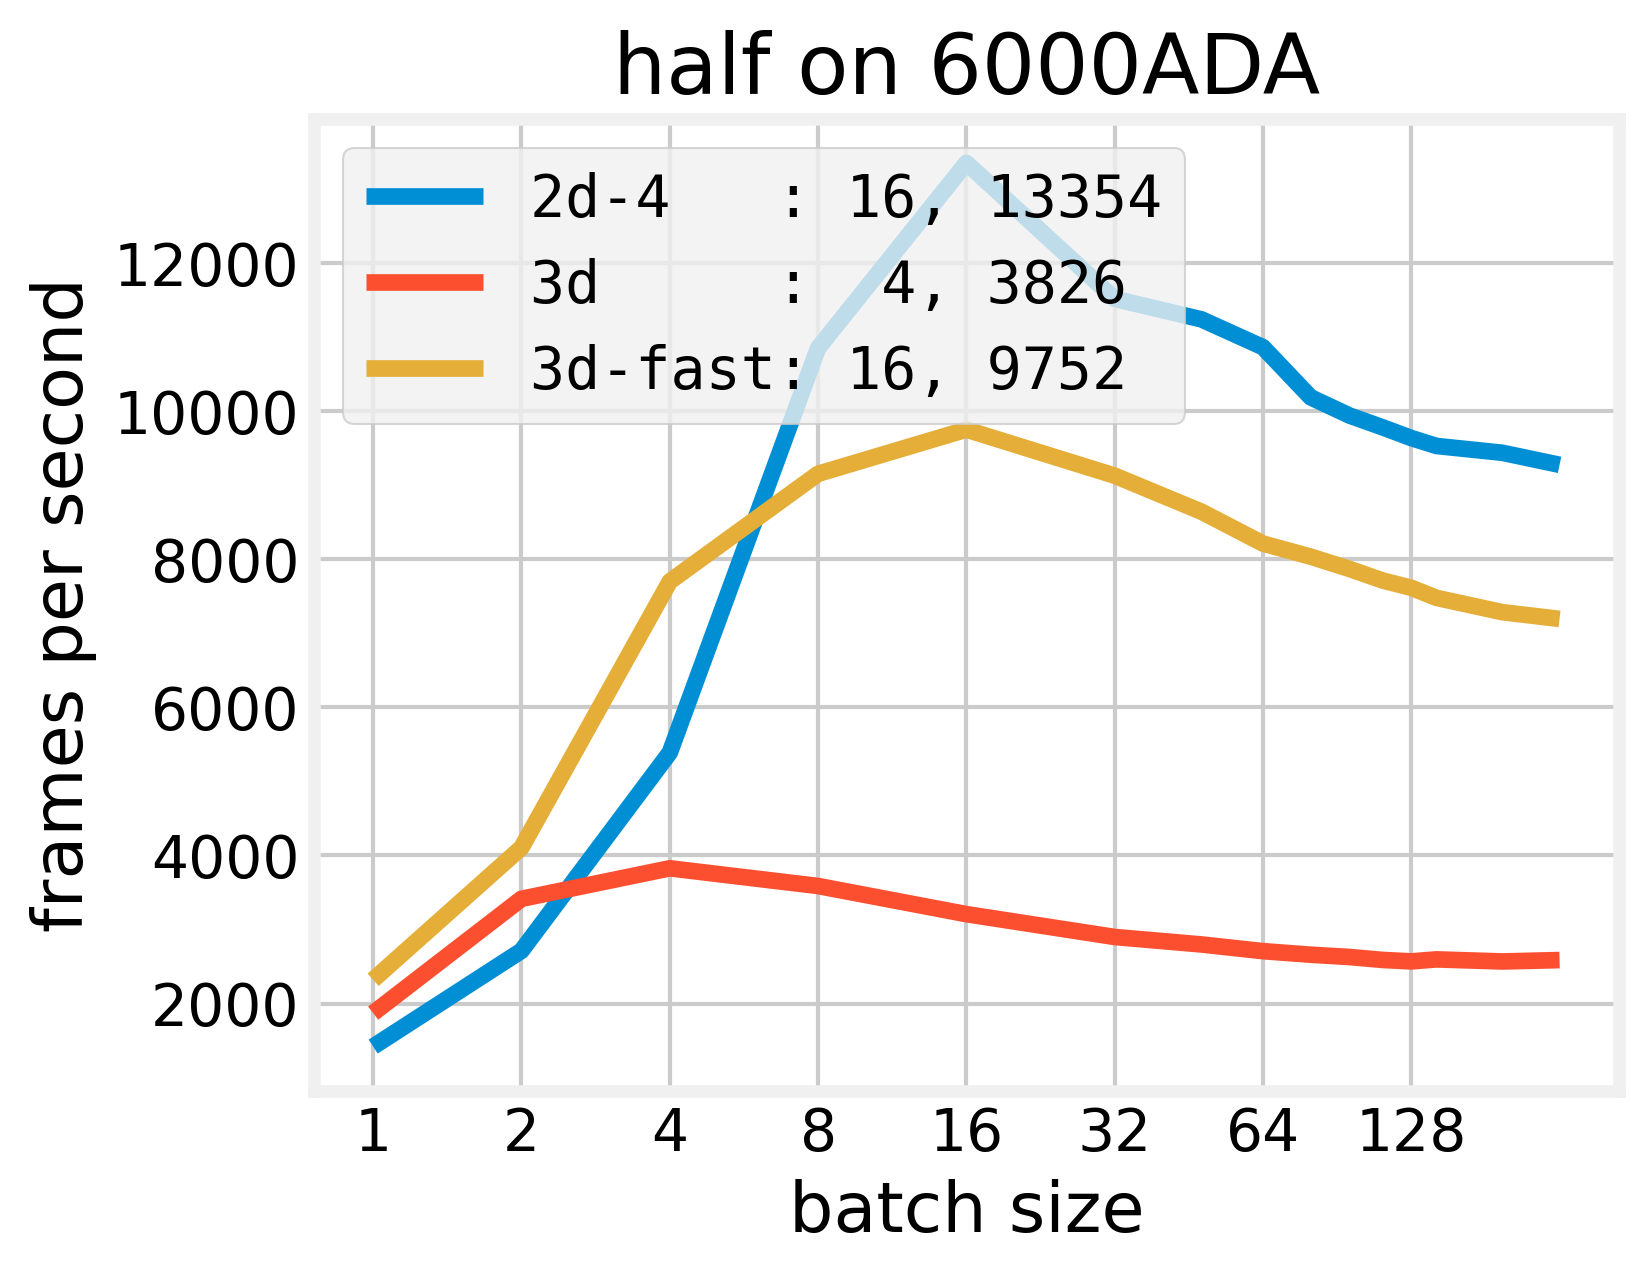 half on 6000ADA
2d-4   : 16, 13354
3d     :  4, 3826
3d-fast: 16, 9752
frames per second
12000
10000
8000
6000
4000
2000
1 2 4 8 16 32 64 128
batch size